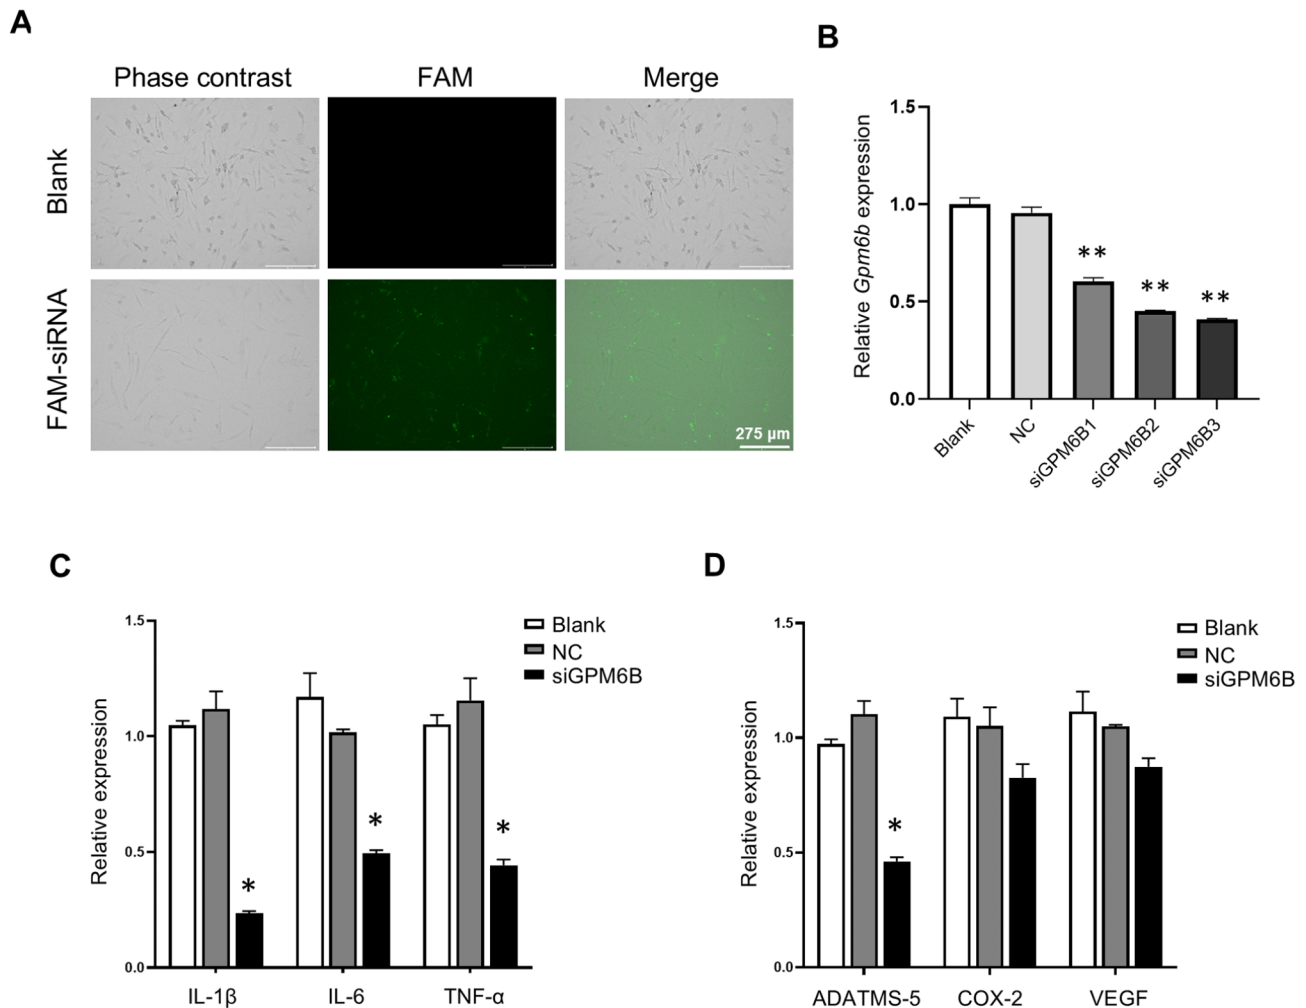 A
Phase contrast FAM Merge
Blank
FAM-siRNA
275 µm
B
Relative Gpm6b expression
1.5
1.0
0.5
0.0
** ** **
Blank NC siGPM6B1 siGPM6B2 siGPM6B3
C
Relative expression
1.5
1.0
0.5
0.0
Blank
NC
siGPM6B
* * *
IL-1β IL-6 TNF-α
D
Relative expression
1.5
1.0
0.5
0.0
Blank
NC
siGPM6B
*
ADATMS-5 COX-2 VEGF